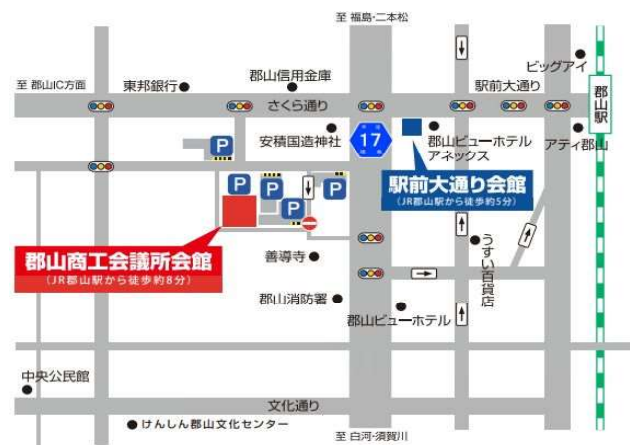 至 福島・二本松
ビッグアイ
至 郡山IC方面
東邦銀行
郡山信用金庫
駅前大通り
さくら通り
郡山駅
安積国造神社
17
郡山ビューホテル
アネックス
アティ郡山
P
P
P
P
P
駅前大通り会館
(JR郡山駅から徒歩約5分)
郡山商工会議所会館
(JR郡山駅から徒歩約8分)
善導寺
うすい百貨店
郡山消防署
郡山ビューホテル
中央公民館
文化通り
けんしん郡山文化センター
至 白河・須賀川